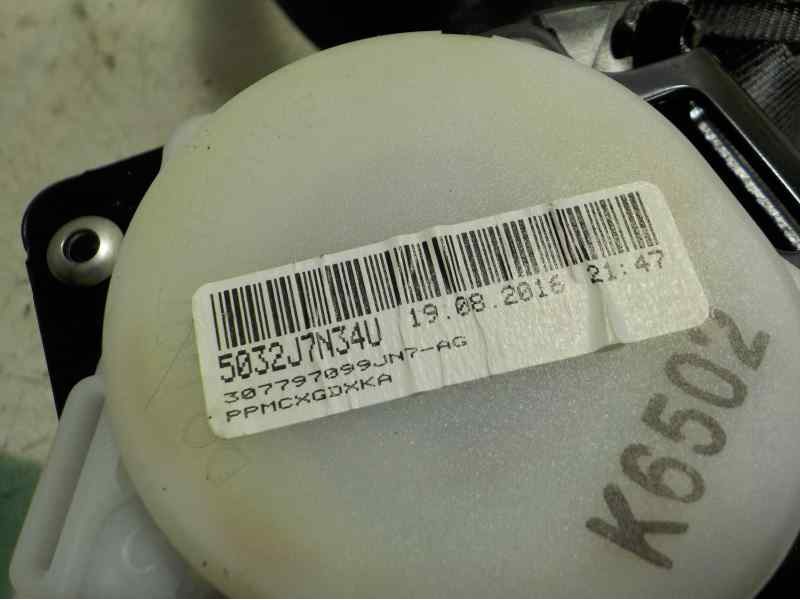 5032J7N34U 19.08.2016 21:47
307797099JN7-AG
PPMCXGDXKA
K6502